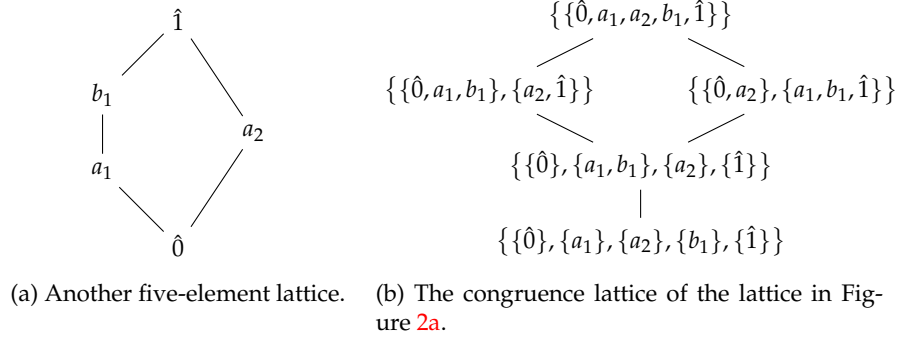 1̂
b₁
a₂
a₁
0̂
(a) Another five-element lattice.
{{0̂, a₁, a₂, b₁, 1̂}}
{{0̂, a₁, b₁}, {a₂, 1̂}} {{0̂, a₂}, {a₁, b₁, 1̂}}
{{0̂}, {a₁, b₁}, {a₂}, {1̂}}
{{0̂}, {a₁}, {a₂}, {b₁}, {1̂}}
(b) The congruence lattice of the lattice in Fig-
ure 2a.